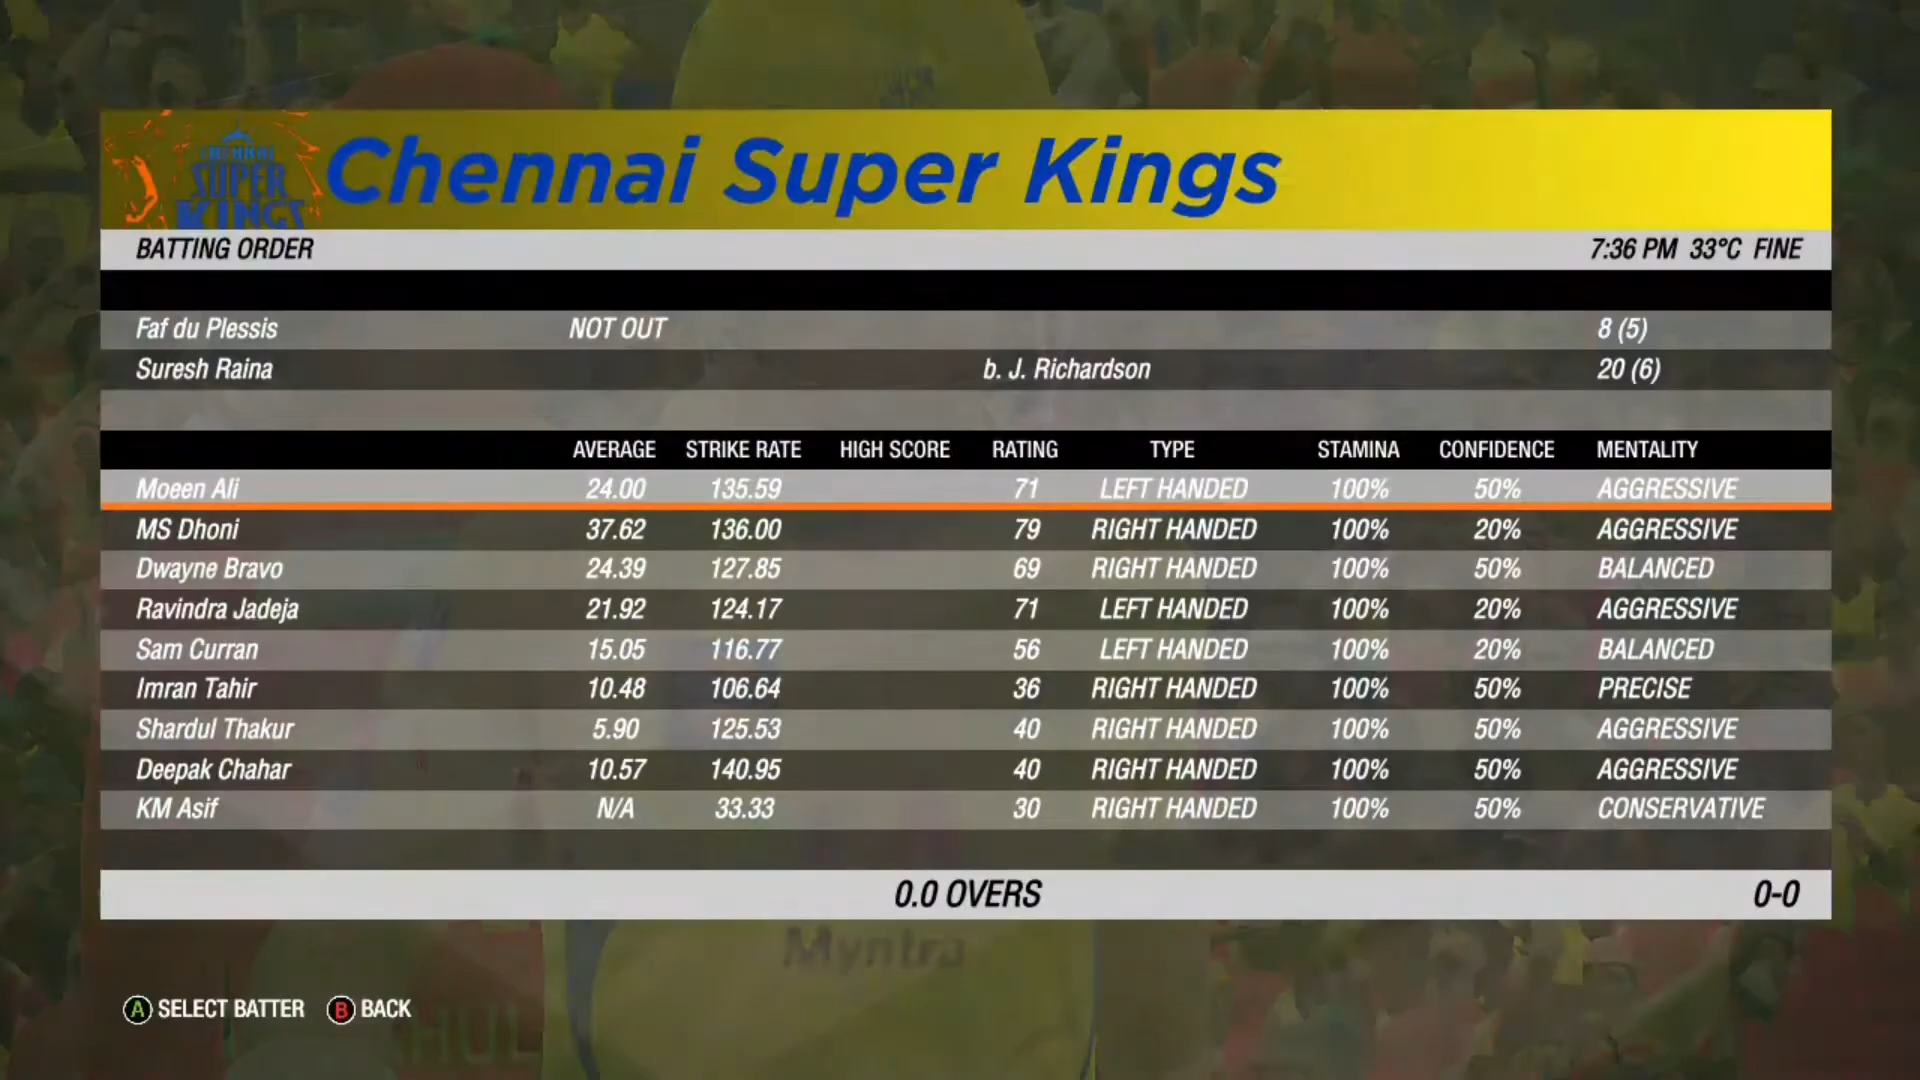 CHENNAI SUPER KINGS Chennai Super Kings
BATTING ORDER 7:36 PM 33°C FINE
Faf du Plessis NOT OUT 8 (5)
Suresh Raina b. J. Richardson 20 (6)
AVERAGE STRIKE RATE HIGH SCORE RATING TYPE STAMINA CONFIDENCE MENTALITY
Moeen Ali 24.00 135.59 71 LEFT HANDED 100% 50% AGGRESSIVE
MS Dhoni 37.62 136.00 79 RIGHT HANDED 100% 20% AGGRESSIVE
Dwayne Bravo 24.39 127.85 69 RIGHT HANDED 100% 50% BALANCED
Ravindra Jadeja 21.92 124.17 71 LEFT HANDED 100% 20% AGGRESSIVE
Sam Curran 15.05 116.77 56 LEFT HANDED 100% 20% BALANCED
Imran Tahir 10.48 106.64 36 RIGHT HANDED 100% 50% PRECISE
Shardul Thakur 5.90 125.53 40 RIGHT HANDED 100% 50% AGGRESSIVE
Deepak Chahar 10.57 140.95 40 RIGHT HANDED 100% 50% AGGRESSIVE
KM Asif N/A 33.33 30 RIGHT HANDED 100% 50% CONSERVATIVE
0.0 OVERS 0-0
Myntra
A SELECT BATTER B BACK